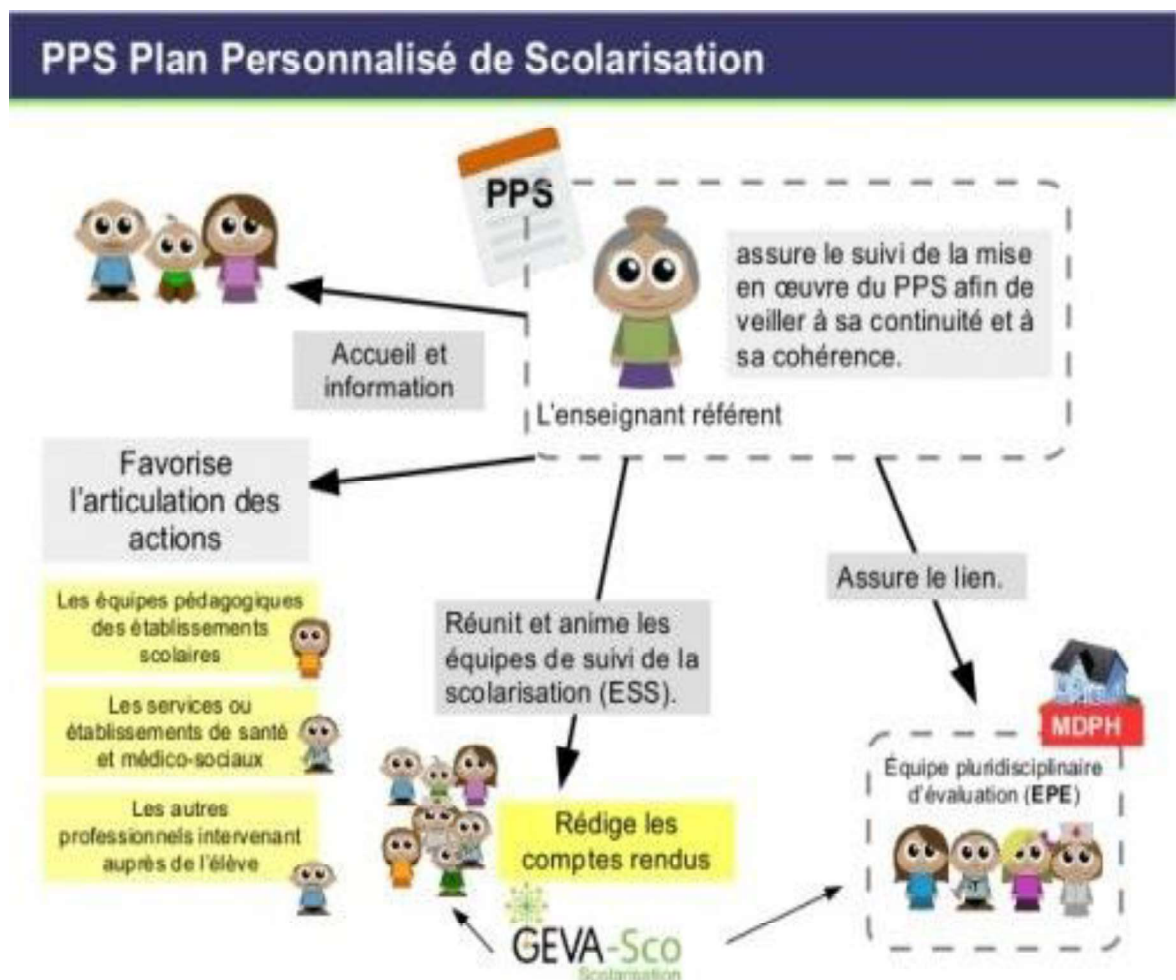 PPS Plan Personnalisé de Scolarisation
PPS
assure le suivi de la mise
en œuvre du PPS afin de
veiller à sa continuité et à
sa cohérence.
L'enseignant référent
Accueil et
information
Favorise
l'articulation des
actions
Les équipes pédagogiques
des établissements
scolaires
Les services ou
établissements de santé
et médico-sociaux
Les autres
professionnels intervenant
auprès de l'élève
Réunit et anime les
équipes de suivi de la
scolarisation (ESS).
Rédige les
comptes rendus
Assure le lien.
MDPH
Équipe pluridisciplinaire
d'évaluation (EPE)
GEVA-Sco
Scolarisation